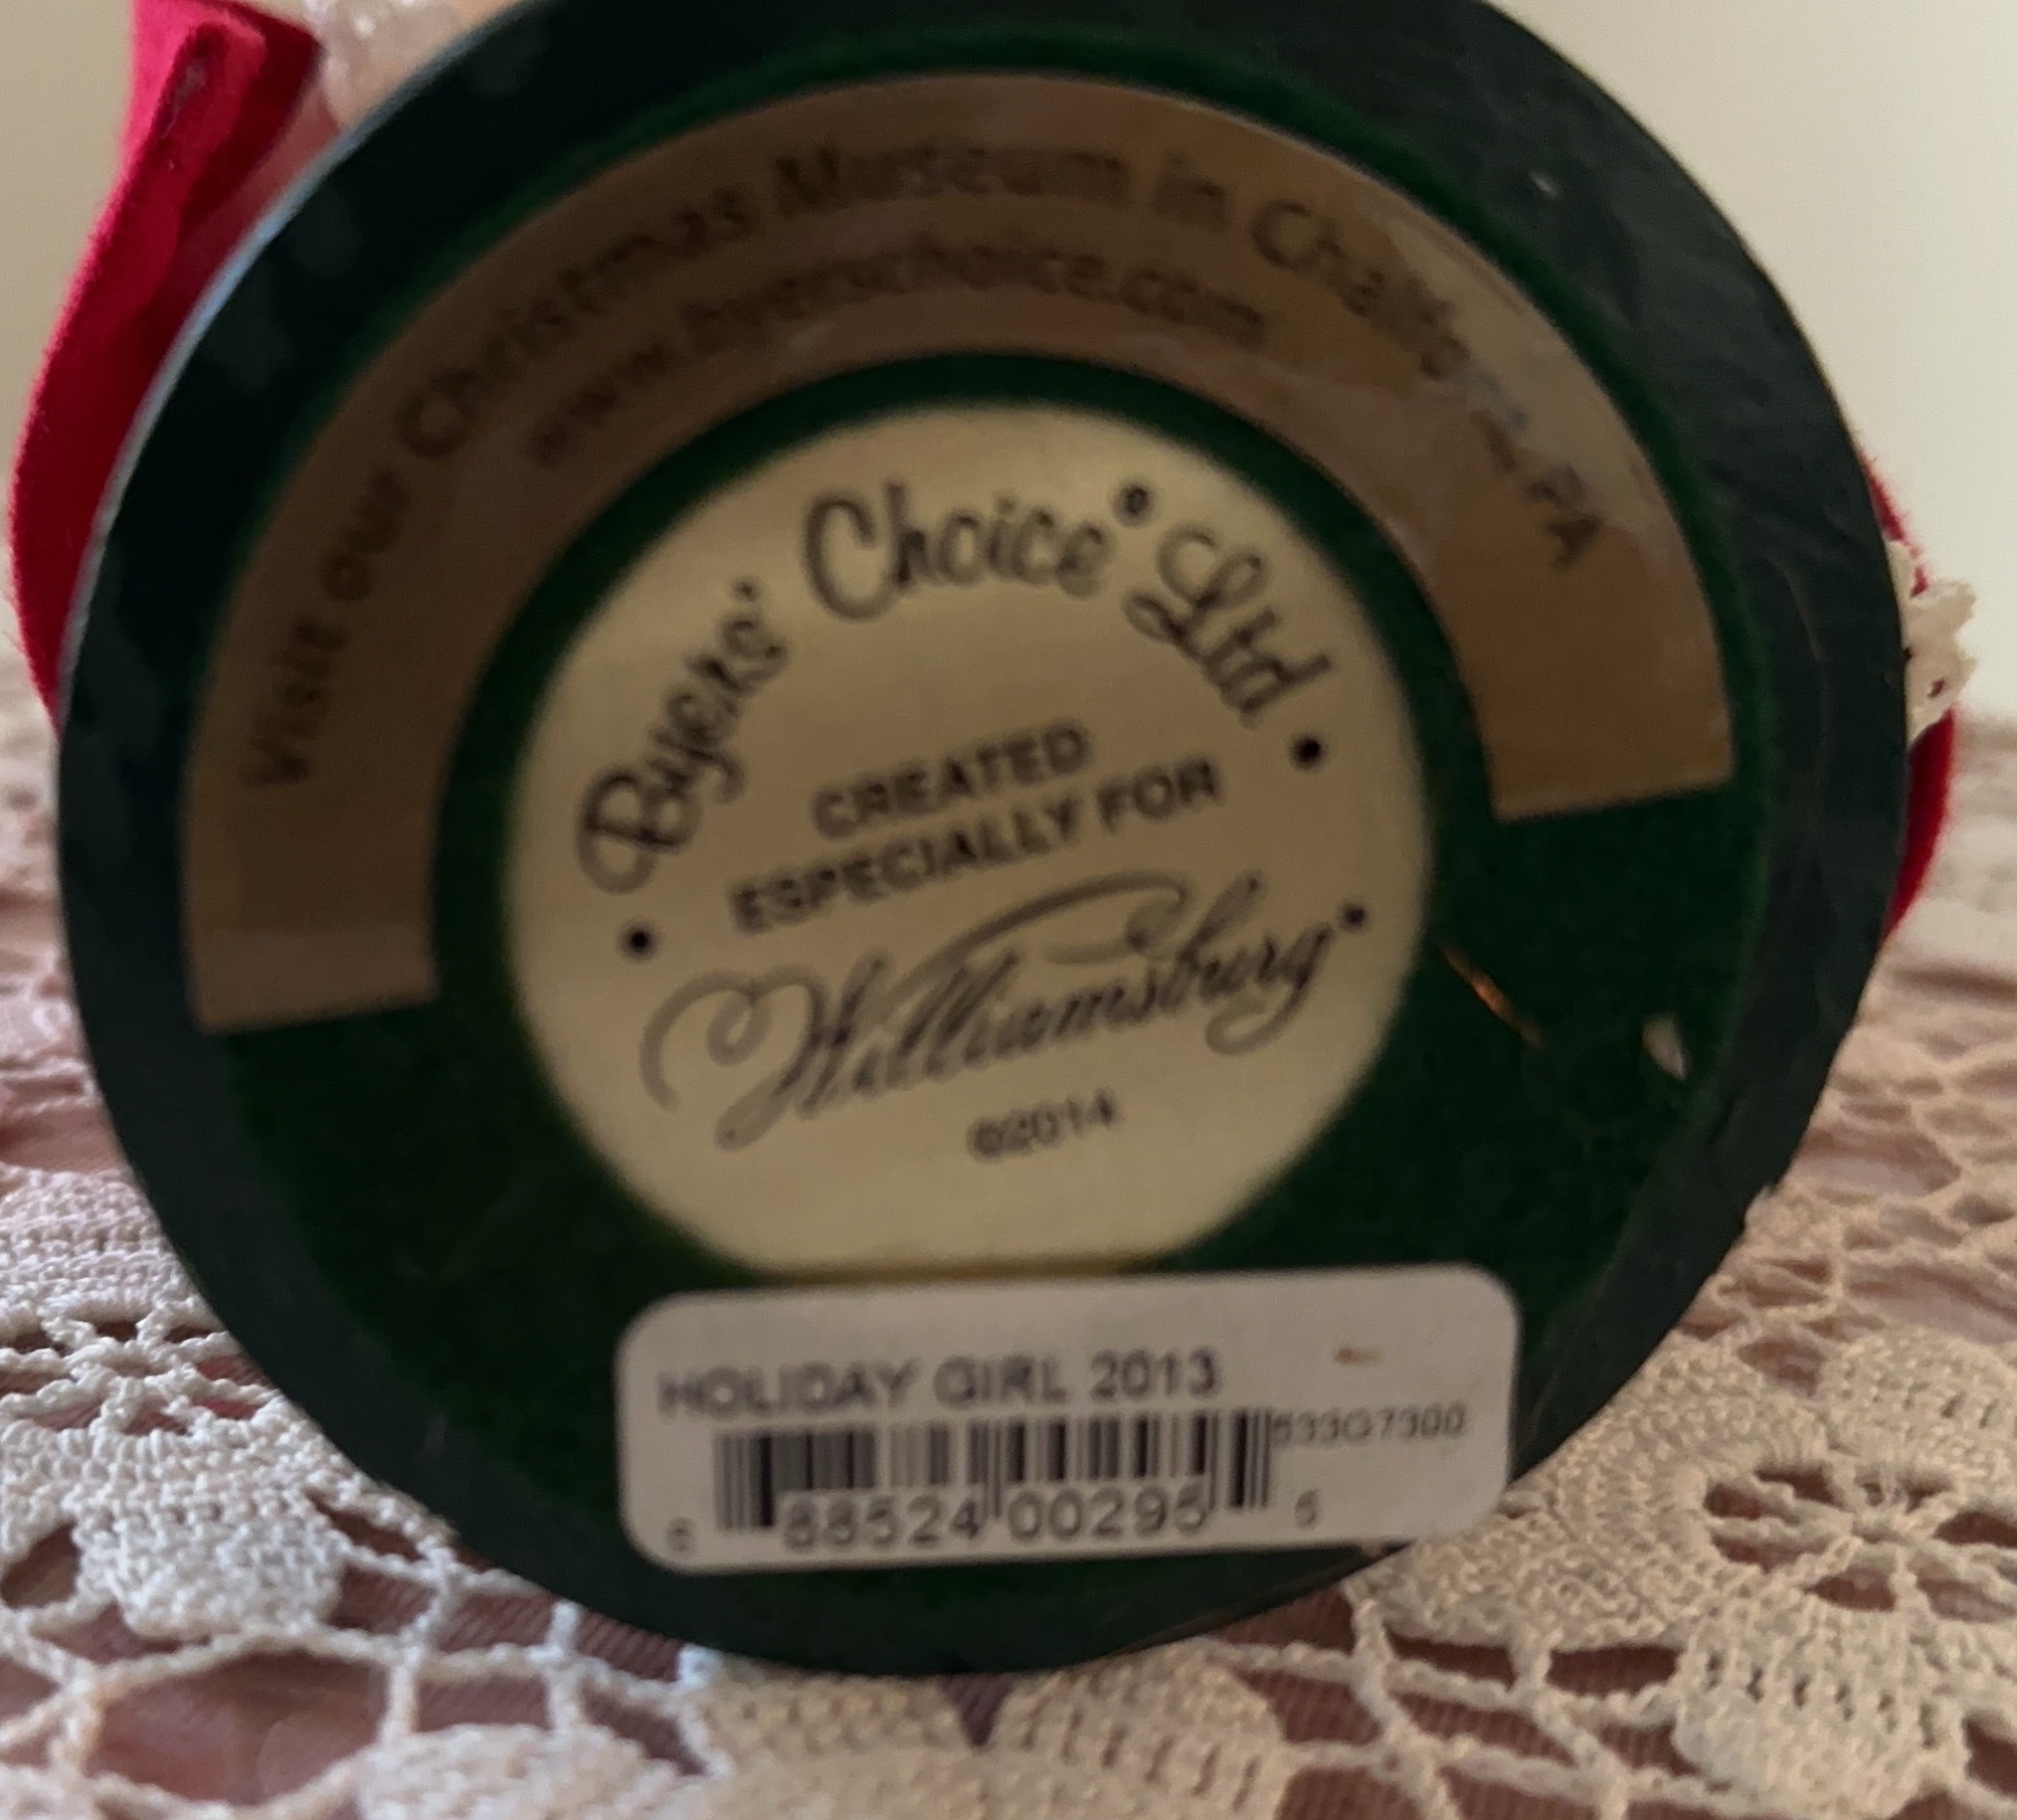 Visit our Christmas Museum in Chalfont, PA
www.byerschoice.com
Byers' Choice® Ltd
CREATED
ESPECIALLY FOR
Williamsburg®
©2014
HOLIDAY GIRL 2013
533G7300
6 88524 00295 5